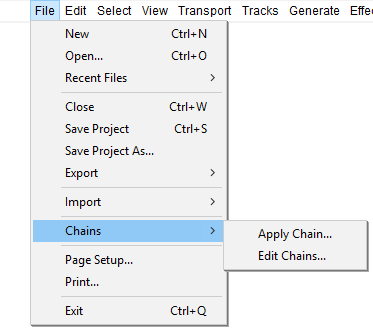 File Edit Select View Transport Tracks Generate Effe
New Ctrl+N
Open... Ctrl+O
Recent Files
Close Ctrl+W
Save Project Ctrl+S
Save Project As...
Export
Import
Chains
Apply Chain...
Edit Chains...
Page Setup...
Print...
Exit Ctrl+Q